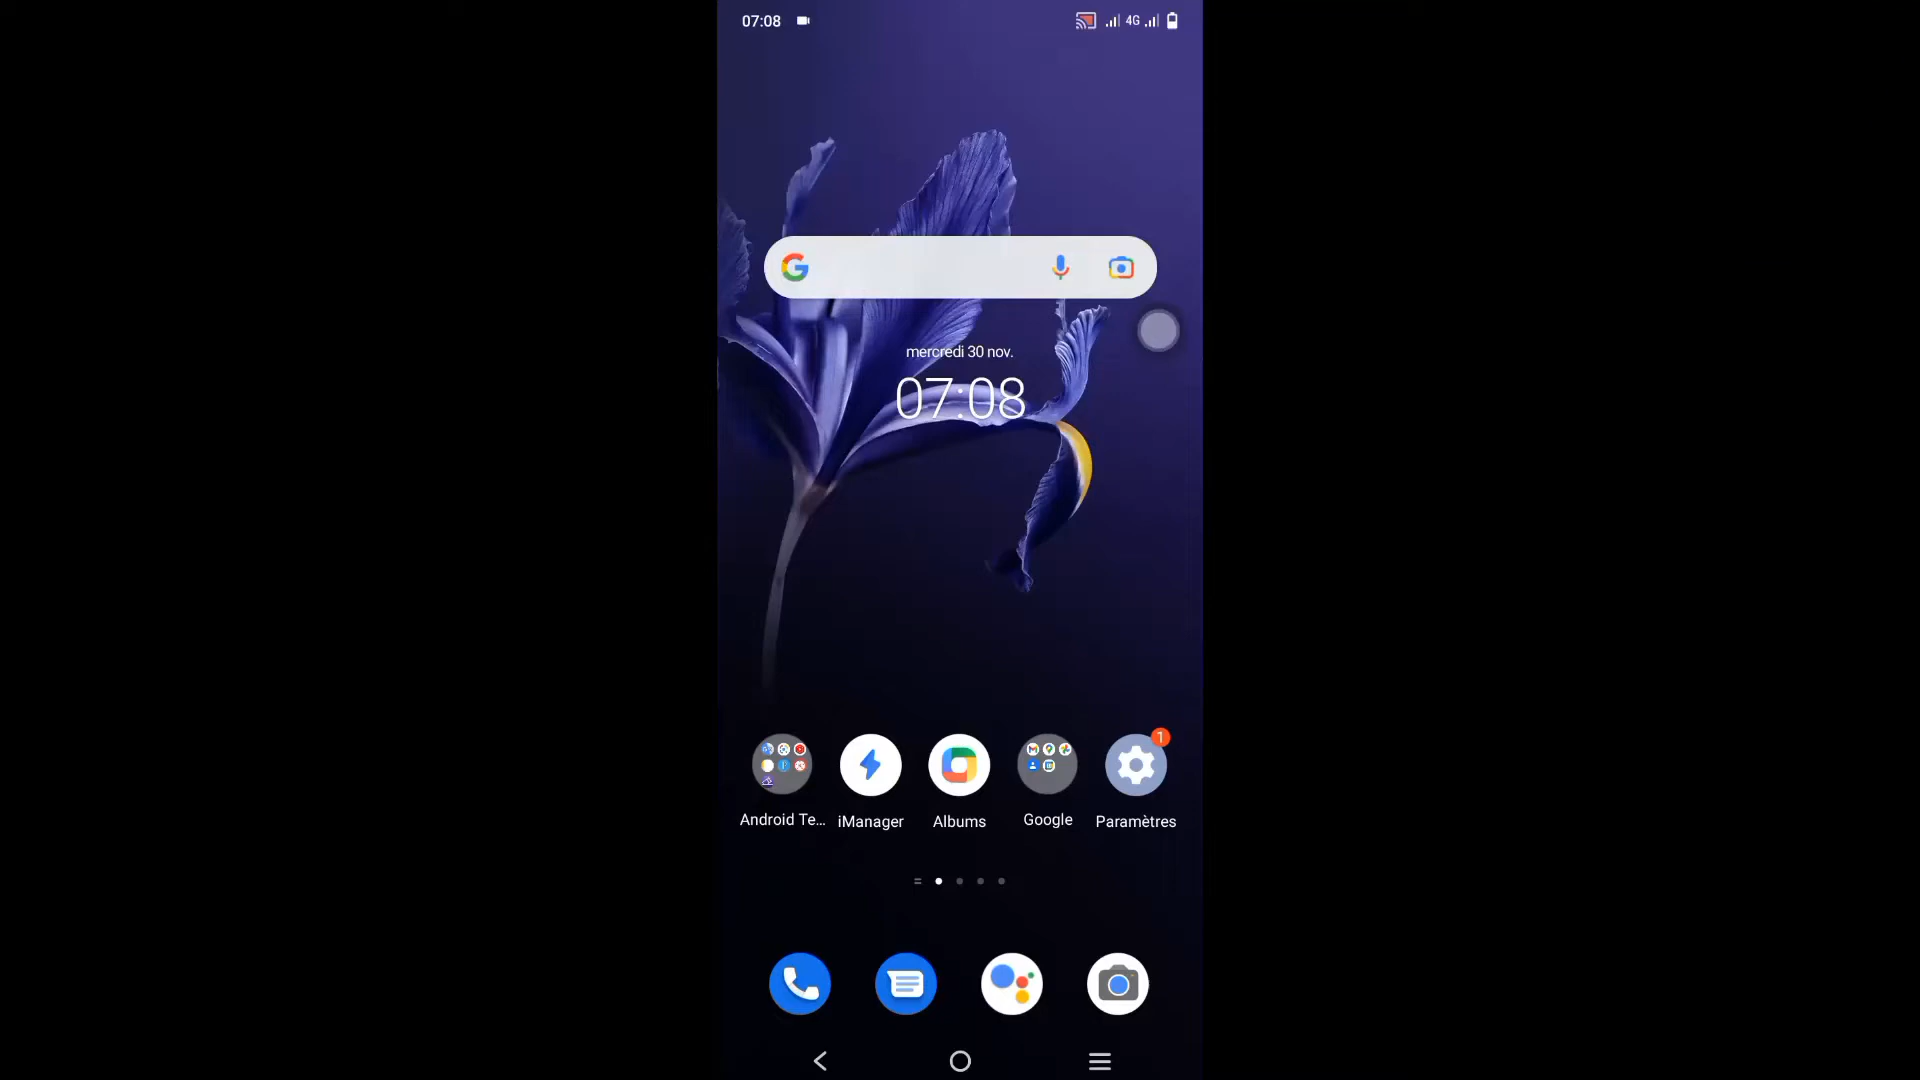 07:08
4G
mercredi 30 nov.
07:08
1
Android Te...
iManager
Albums
Google
Paramètres